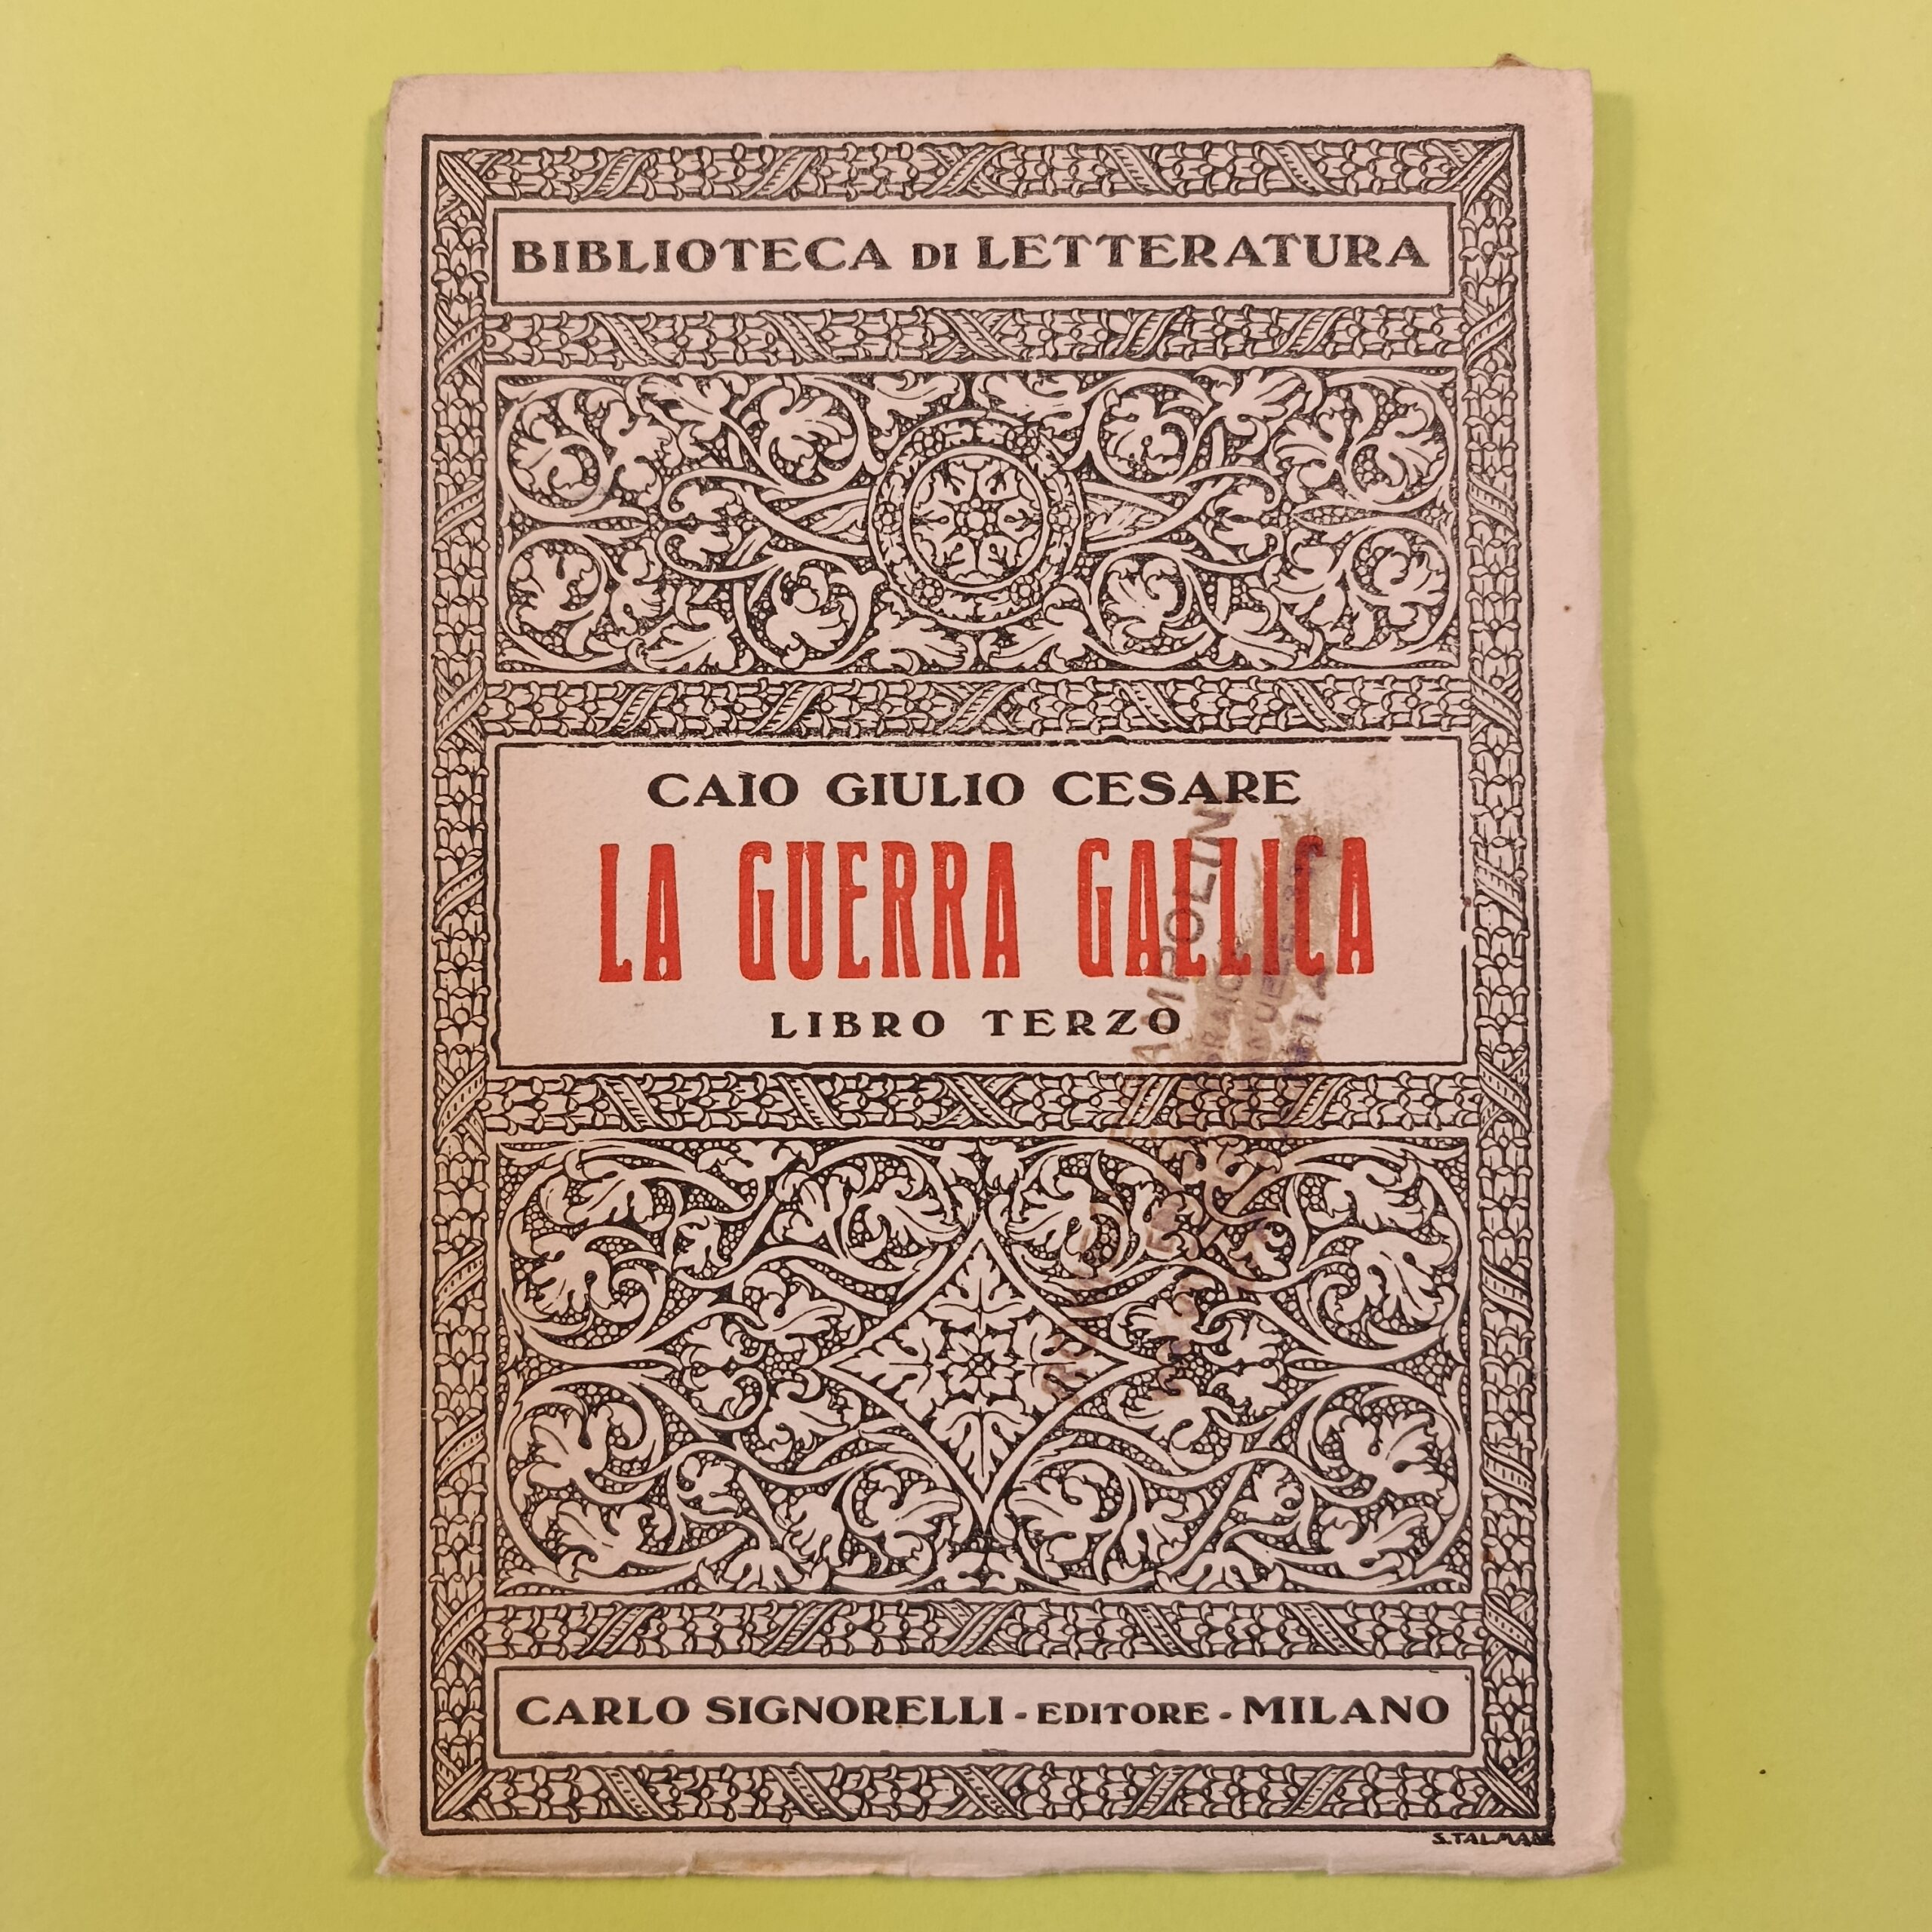 BIBLIOTECA DI LETTERATURA
CAIO GIULIO CESARE
LA GUERRA GALLICA
LIBRO TERZO
CARLO SIGNORELLI - EDITORE - MILANO